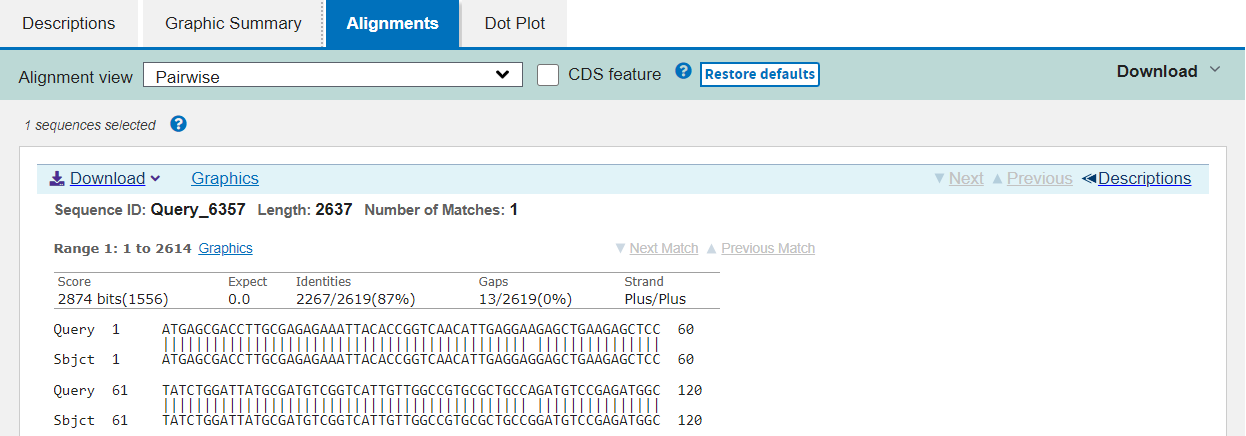 Descriptions Graphic Summary Alignments Dot Plot
Alignment view Pairwise CDS feature ? Restore defaults Download
1 sequences selected ?
Download Graphics Next Previous Descriptions
Sequence ID: Query_6357 Length: 2637 Number of Matches: 1
Range 1: 1 to 2614 Graphics Next Match Previous Match
Score Expect Identities Gaps Strand
2874 bits(1556) 0.0 2267/2619(87%) 13/2619(0%) Plus/Plus
Query 1 ATGAGCGACCTTGCGAGAGAAATTACACCGGTCAACATTGAGGAAGAGCTGAAGAGCTCC 60
Sbjct 1 ATGAGCGACCTTGCGAGAGAAATTACACCGGTCAACATTGAGGAGGAGCTGAAGAGCTCC 60
Query 61 TATCTGGATTATGCGATGTCGGTCATTGTTGGCCGTGCGCTGCCAGATGTCCGAGATGGC 120
Sbjct 61 TATCTGGATTATGCGATGTCGGTCATTGTTGGCCGTGCGCTGCCGGATGTCCGAGATGGC 120